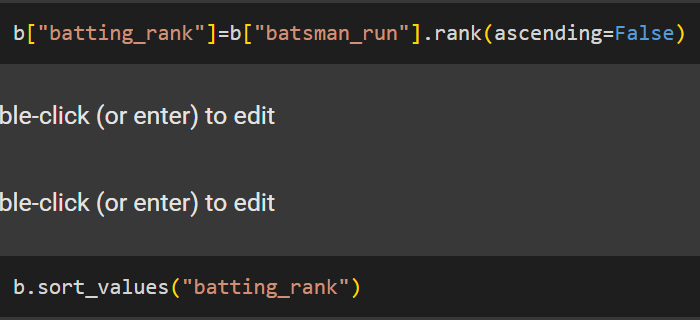 b["batting_rank"]=b["batsman_run"].rank(ascending=False)
ble-click (or enter) to edit
ble-click (or enter) to edit
b.sort_values("batting_rank")